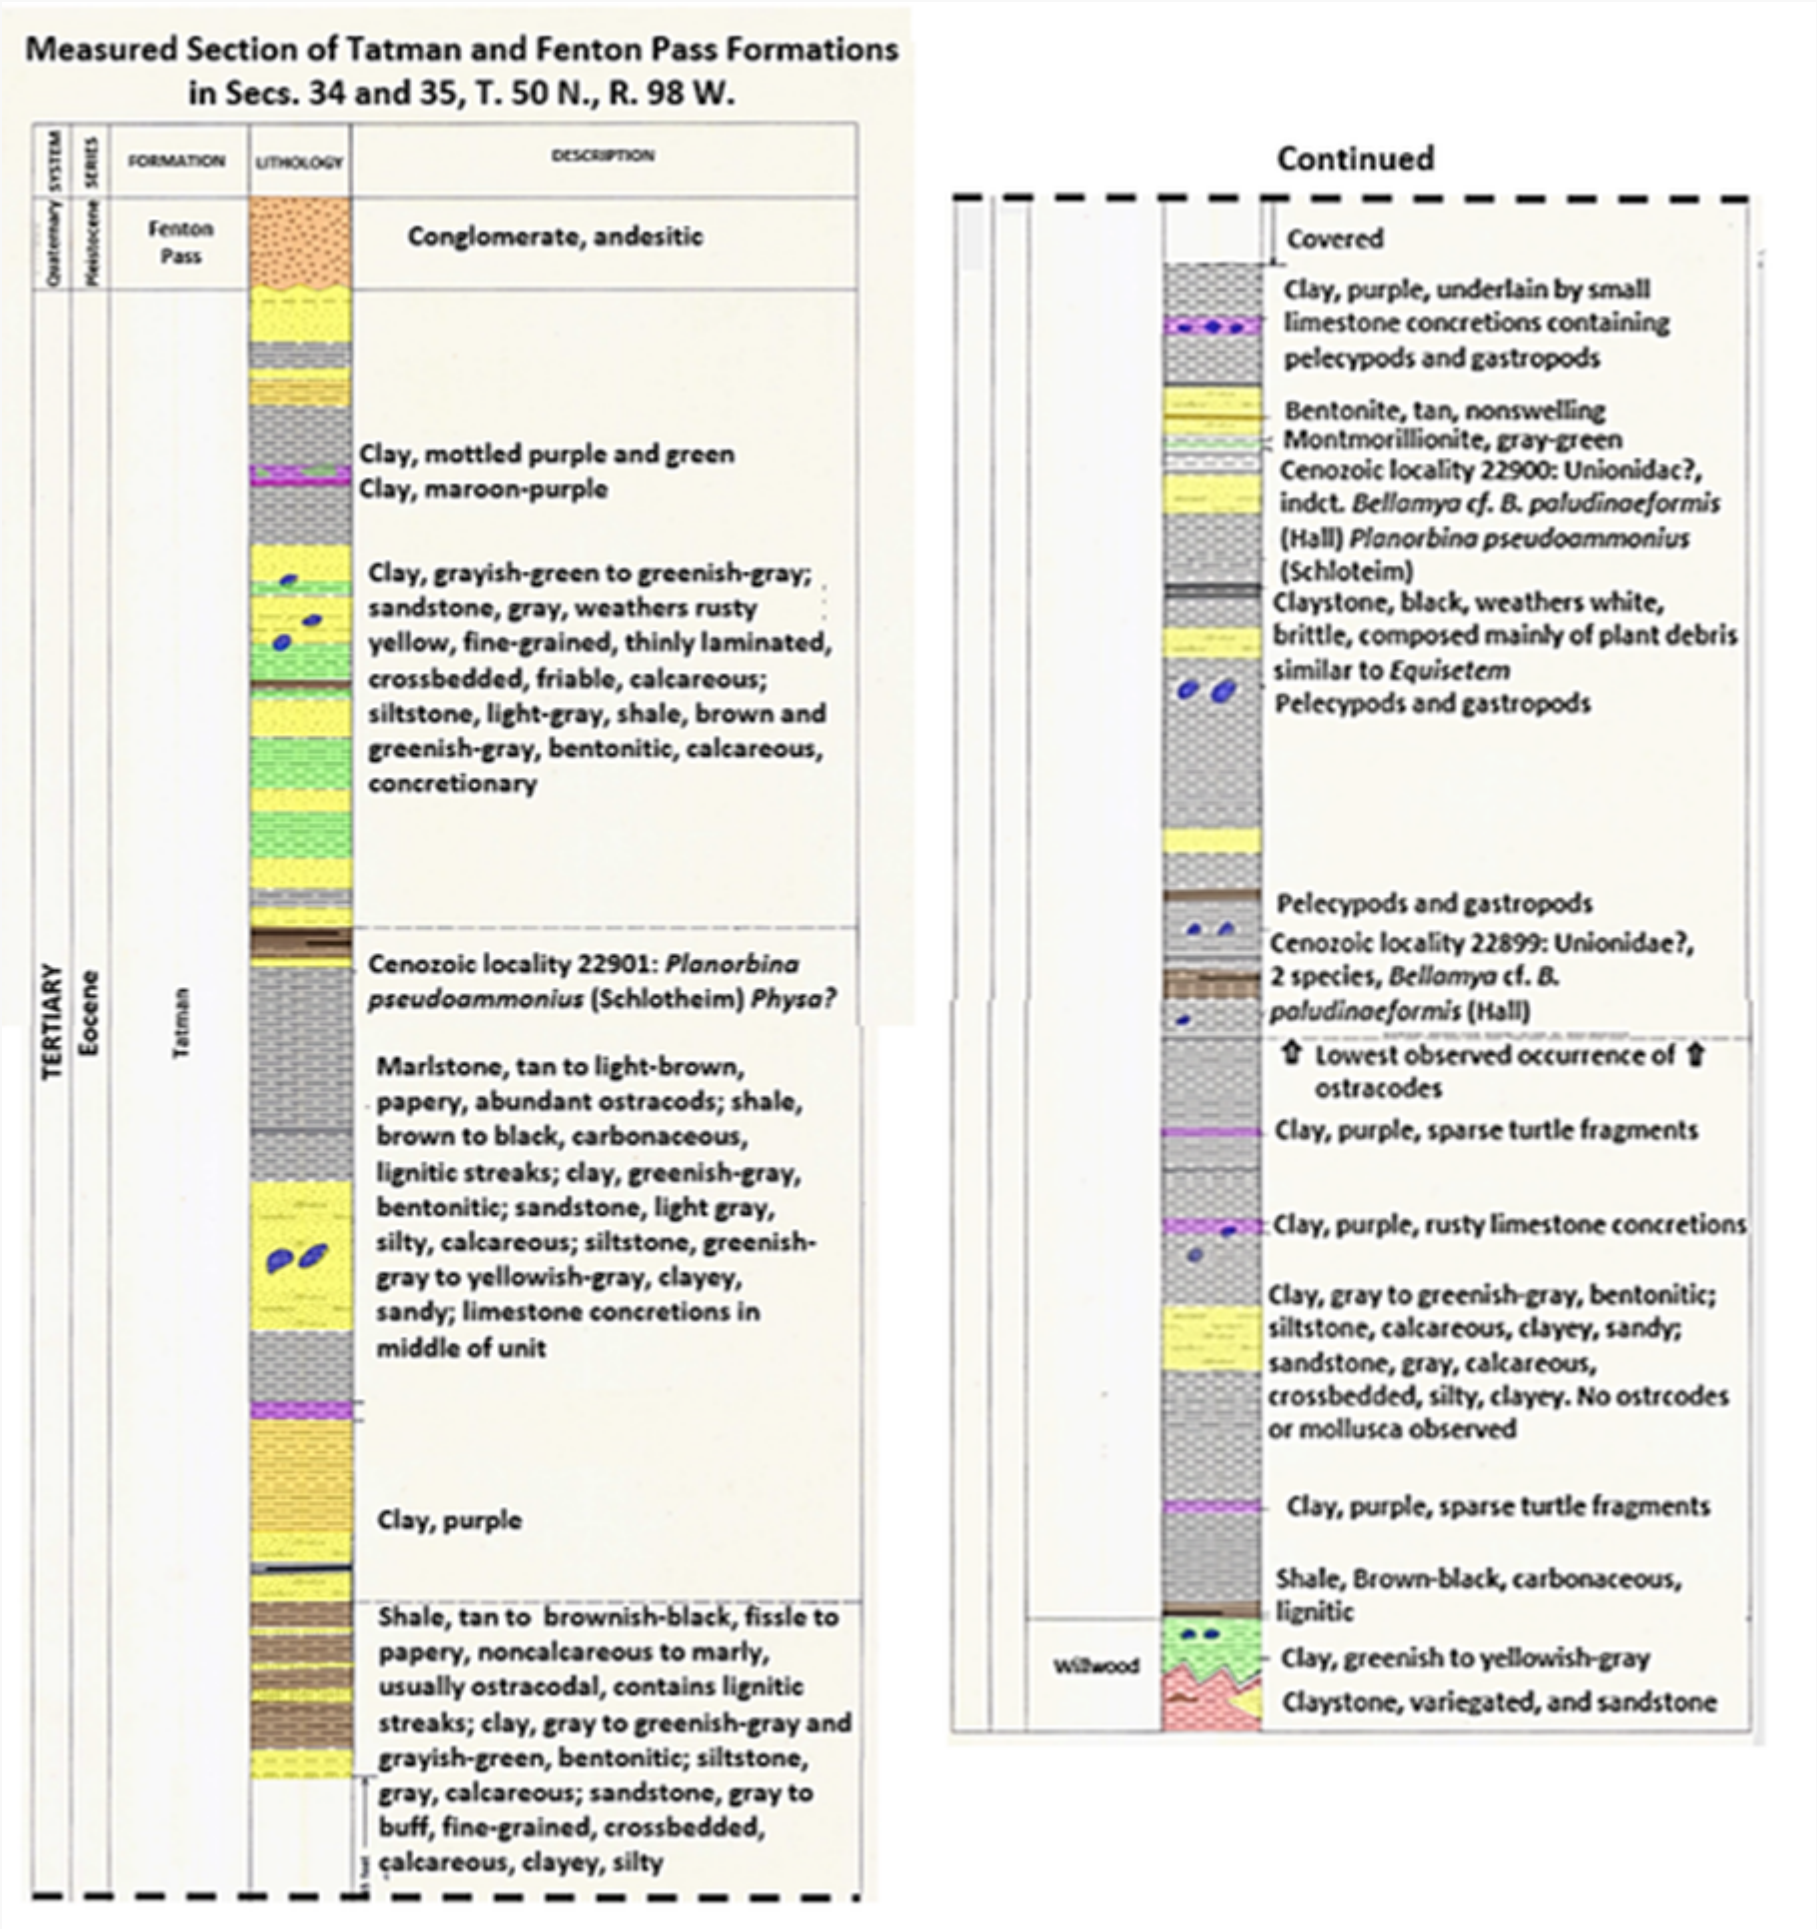 Measured Section of Tatman and Fenton Pass Formations
in Secs. 34 and 35, T. 50 N., R. 98 W.
SYSTEM
SERIES
FORMATION
LITHOLOGY
DESCRIPTION
Quaternary
Pleistocene
Fenton
Pass
Conglomerate, andesitic
Clay, mottled purple and green
Clay, maroon-purple
Clay, grayish-green to greenish-gray;
sandstone, gray, weathers rusty
yellow, fine-grained, thinly laminated,
crossbedded, friable, calcareous;
siltstone, light-gray, shale, brown and
greenish-gray, bentonitic, calcareous,
concretionary
TERTIARY
Eocene
Tatman
Cenozoic locality 22901: Planorbina
pseudoammonius (Schlotheim) Physa?
Marlstone, tan to light-brown,
papery, abundant ostracods; shale,
brown to black, carbonaceous,
lignitic streaks; clay, greenish-gray,
bentonitic; sandstone, light gray,
silty, calcareous; siltstone, greenish-
gray to yellowish-gray, clayey,
sandy; limestone concretions in
middle of unit
Clay, purple
Shale, tan to brownish-black, fissle to
papery, noncalcareous to marly,
usually ostracodal, contains lignitic
streaks; clay, gray to greenish-gray and
grayish-green, bentonitic; siltstone,
gray, calcareous; sandstone, gray to
buff, fine-grained, crossbedded,
calcareous, clayey, silty
Continued
Covered
Clay, purple, underlain by small
limestone concretions containing
pelecypods and gastropods
Bentonite, tan, nonswelling
Montmorillionite, gray-green
Cenozoic locality 22900: Unionidac?,
indct. Bellamya cf. B. paludinaeformis
(Hall) Planorbina pseudoammonius
(Schloteim)
Claystone, black, weathers white,
brittle, composed mainly of plant debris
similar to Equisetem
Pelecypods and gastropods
Pelecypods and gastropods
Cenozoic locality 22899: Unionidae?,
2 species, Bellamya cf. B.
paludinaeformis (Hall)
⇧ Lowest observed occurrence of ⇧
ostracodes
Clay, purple, sparse turtle fragments
Clay, purple, rusty limestone concretions
Clay, gray to greenish-gray, bentonitic;
siltstone, calcareous, clayey, sandy;
sandstone, gray, calcareous,
crossbedded, silty, clayey. No ostrcodes
or mollusca observed
Clay, purple, sparse turtle fragments
Shale, Brown-black, carbonaceous,
lignitic
Willwood
Clay, greenish to yellowish-gray
Claystone, variegated, and sandstone